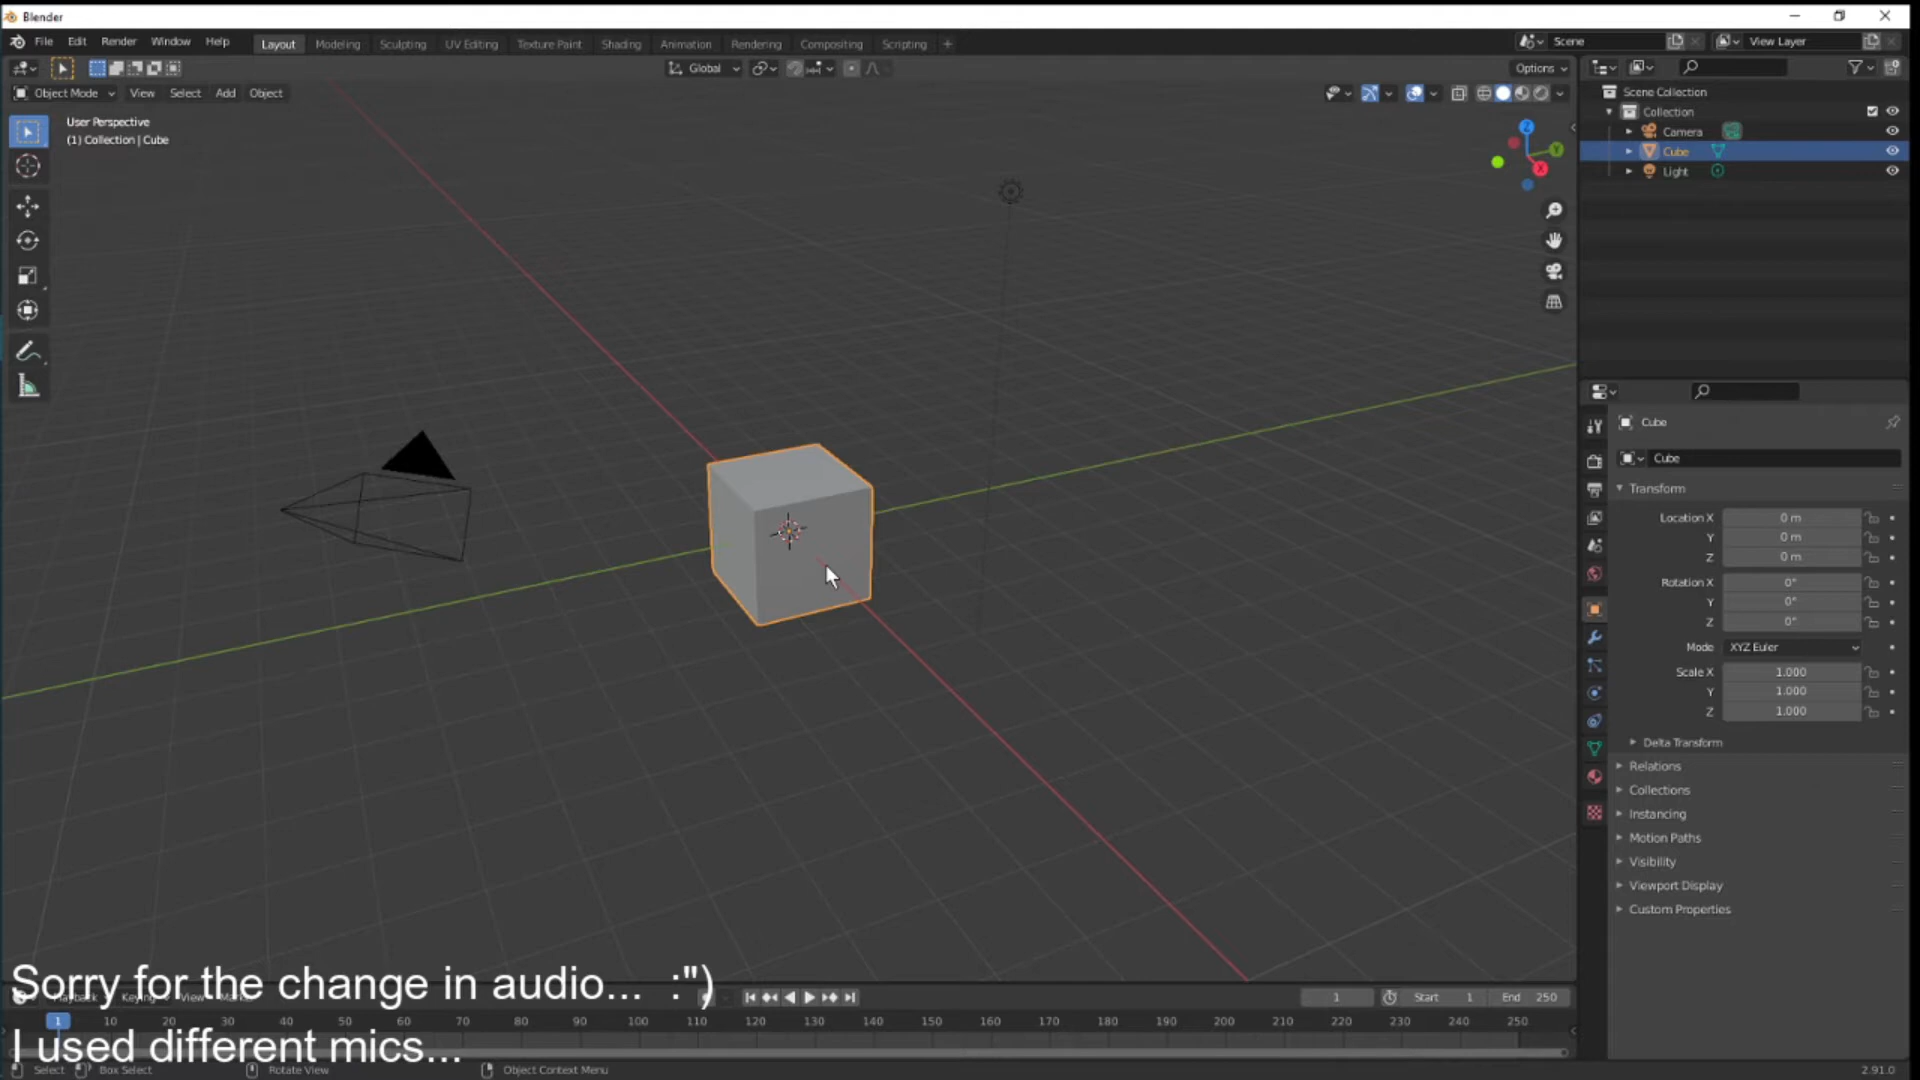 Blender
File Edit Render Window Help Layout Modeling Sculpting UV Editing Texture Paint Shading Animation Rendering Compositing Scripting + Scene View Layer
Global Options
Object Mode View Select Add Object
User Perspective
(1) Collection | Cube
Z
Y
X
Scene Collection
Collection
Camera
Cube
Light
Cube
Cube
Transform
Location X 0 m
Y 0 m
Z 0 m
Rotation X 0°
Y 0°
Z 0°
Mode XYZ Euler
Scale X 1.000
Y 1.000
Z 1.000
Delta Transform
Relations
Collections
Instancing
Motion Paths
Visibility
Viewport Display
Custom Properties
Sorry for the change in audio... :")
Playback Keying View Marker 1 Start 1 End 250
1 10 20 30 40 50 60 70 80 90 100 110 120 130 140 150 160 170 180 190 200 210 220 230 240 250
I used different mics...
Select Box Select Rotate View Object Context Menu 2.91.0